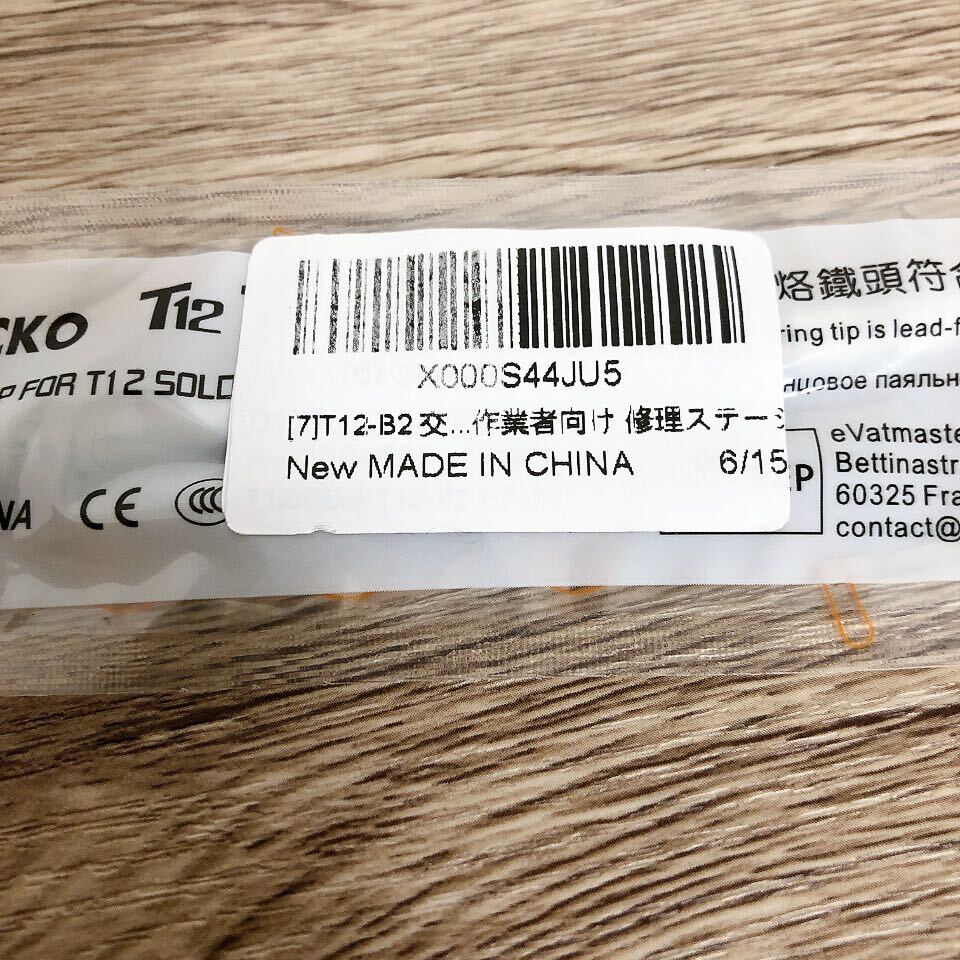 CKO T12
P FOR T12 SOLD
NA CE CCC
X000S44JU5
[7]T12-B2 交...作業者向け 修理ステーシ
New MADE IN CHINA 6/15
烙鐵頭符合
ring tip is lead-f
нцовое паяльн
P
eVatmaste
Bettinastr
60325 Fra
contact@